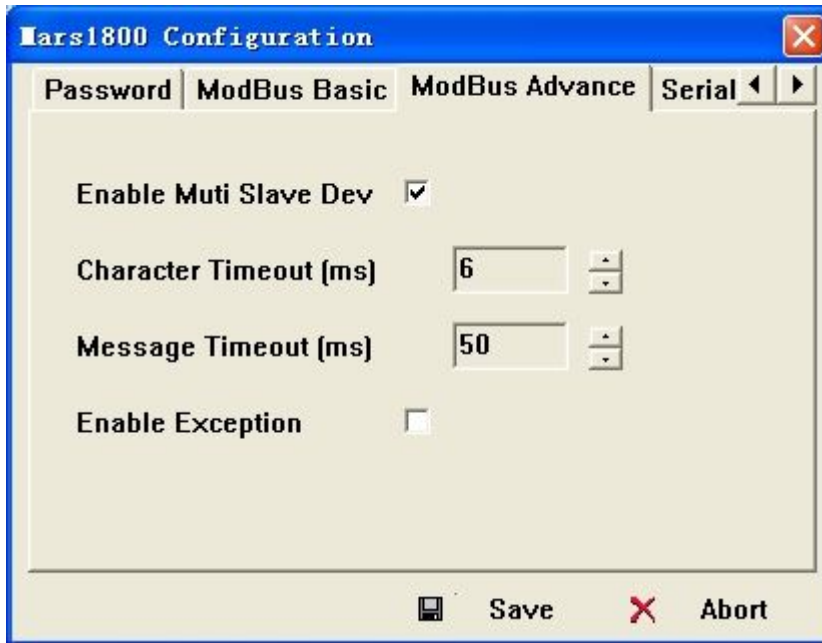 Mars1800 Configuration
Password ModBus Basic ModBus Advance Serial
Enable Muti Slave Dev
Character Timeout (ms) 6
Message Timeout (ms) 50
Enable Exception
Save Abort